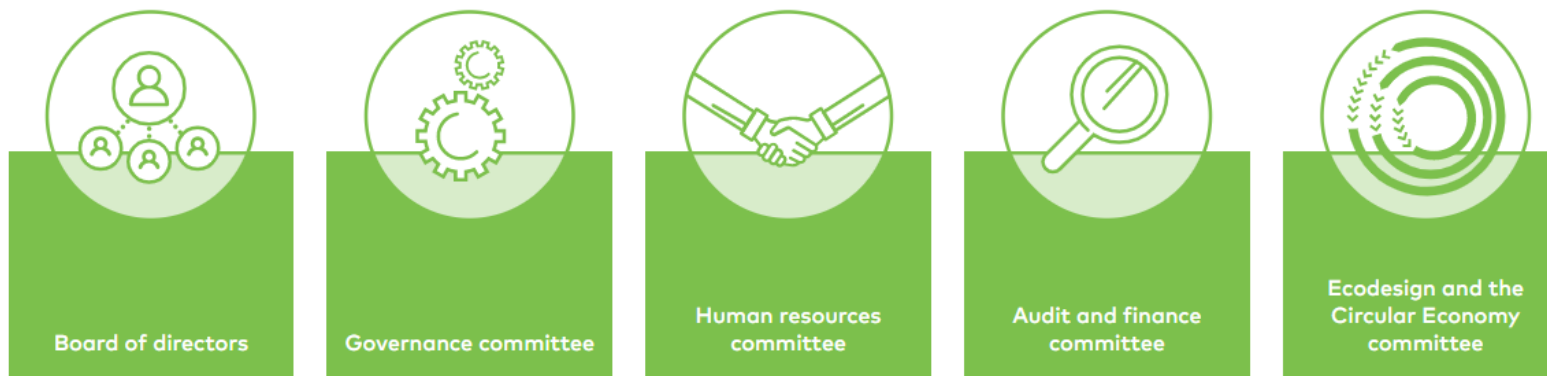 Board of directors
Governance committee
Human resources
committee
Audit and finance
committee
Ecodesign and the
Circular Economy
committee